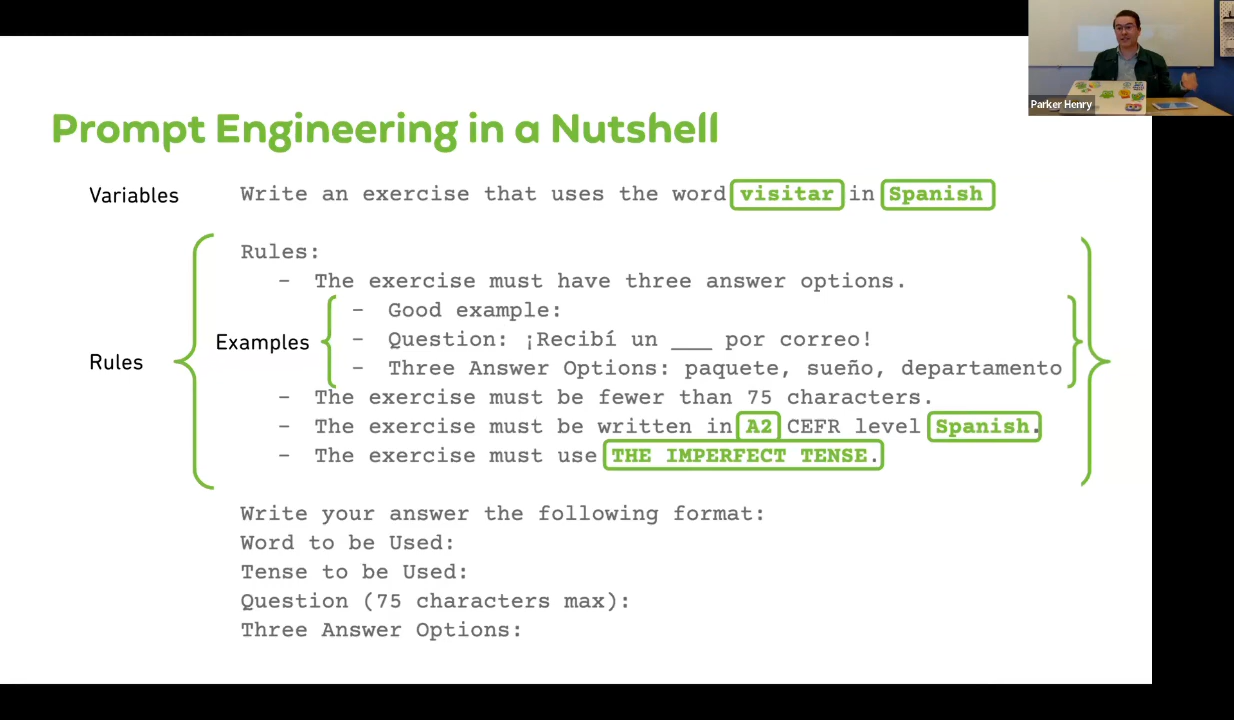 Parker Henry
Prompt Engineering in a Nutshell
Variables
Write an exercise that uses the word visitar in Spanish
Rules
Rules:
- The exercise must have three answer options.
Examples
- Good example:
- Question: ¡Recibí un ___ por correo!
- Three Answer Options: paquete, sueño, departamento
- The exercise must be fewer than 75 characters.
- The exercise must be written in A2 CEFR level Spanish.
- The exercise must use THE IMPERFECT TENSE.
Write your answer the following format:
Word to be Used:
Tense to be Used:
Question (75 characters max):
Three Answer Options: